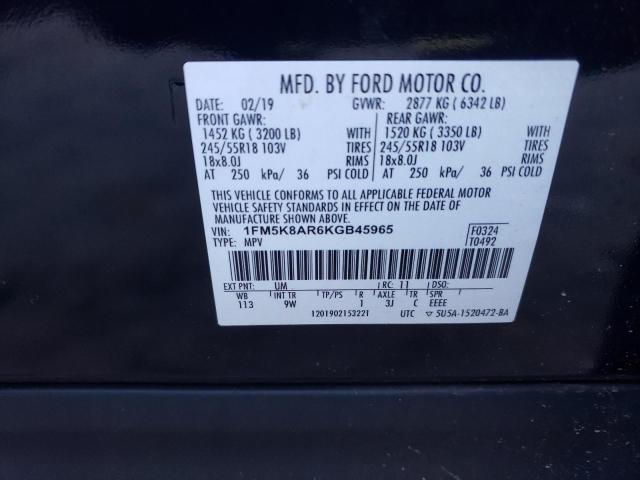 MFD. BY FORD MOTOR CO.
DATE: 02/19 GVWR: 2877 KG ( 6342 LB)
FRONT GAWR: REAR GAWR:
1452 KG ( 3200 LB) WITH 1520 KG ( 3350 LB) WITH
245/55R18 103V TIRES 245/55R18 103V TIRES
18x8.0J RIMS 18x8.0J RIMS
AT 250 kPa/ 36 PSI COLD AT 250 kPa/ 36 PSI COLD
THIS VEHICLE CONFORMS TO ALL APPLICABLE FEDERAL MOTOR
VEHICLE SAFETY STANDARDS IN EFFECT ON THE DATE OF
MANUFACTURE SHOWN ABOVE.
VIN: 1FM5K8AR6KGB45965 F0324
TYPE: MPV T0492
EXT PNT: UM RC: 11 DSO:
WB INT TR TP/PS R AXLE TR SPR
113 9W 1 3J C EEEE
1201902153221 UTC ▽ 5U5A-1520472-BA